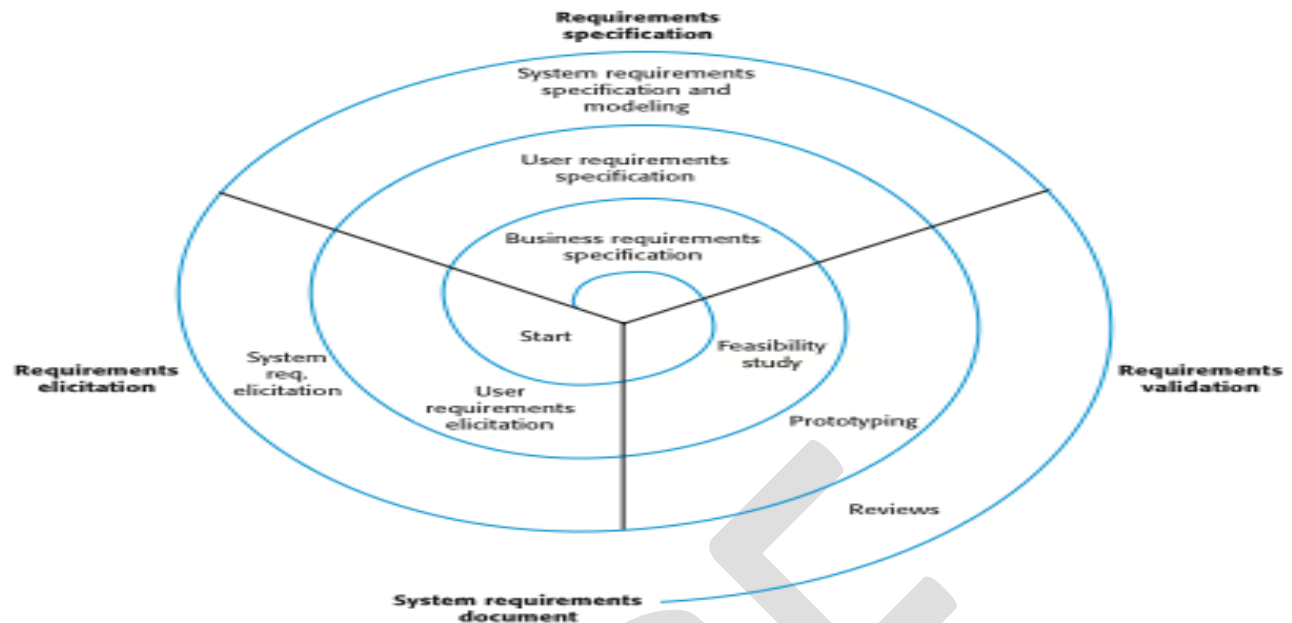 Requirements
specification
System requirements
specification and
modeling
User requirements
specification
Business requirements
specification
Start
Feasibility
study
System
req.
elicitation
Requirements
elicitation
Requirements
validation
User
requirements
elicitation
Prototyping
Reviews
System requirements
document